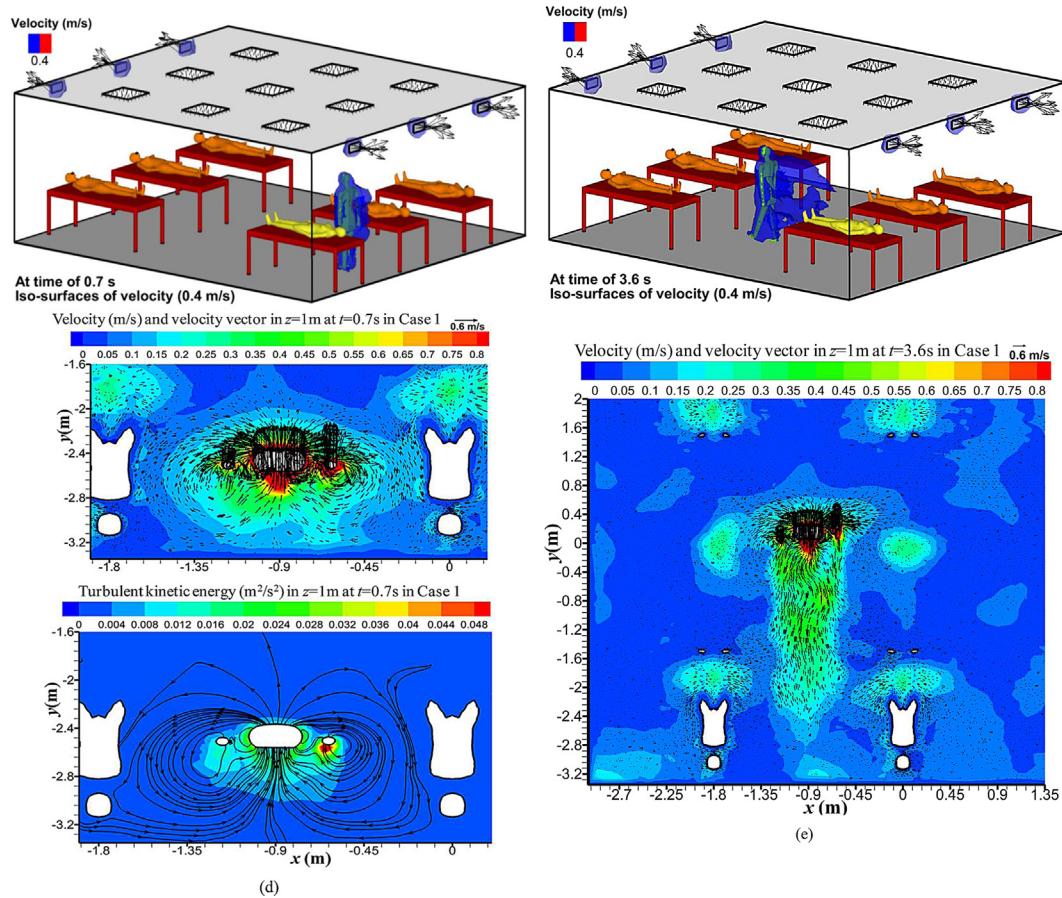 Velocity (m/s)
0.4
At time of 0.7 s
Iso-surfaces of velocity (0.4 m/s)
Velocity (m/s) and velocity vector in z=1m at t=0.7s in Case 1 0.6 m/s
0 0.05 0.1 0.15 0.2 0.25 0.3 0.35 0.4 0.45 0.5 0.55 0.6 0.65 0.7 0.75 0.8
-1.6
-2
-2.4
-2.8
-3.2
y(m)
-1.8 -1.35 -0.9 -0.45 0
Turbulent kinetic energy (m²/s²) in z=1m at t=0.7s in Case 1
0 0.004 0.008 0.012 0.016 0.02 0.024 0.028 0.032 0.036 0.04 0.044 0.048
-1.6
-2
-2.4
-2.8
-3.2
y(m)
-1.8 -1.35 -0.9 -0.45 0
x (m)
(d)
Velocity (m/s)
0.4
At time of 3.6 s
Iso-surfaces of velocity (0.4 m/s)
Velocity (m/s) and velocity vector in z=1m at t=3.6s in Case 1 0.6 m/s
0 0.05 0.1 0.15 0.2 0.25 0.3 0.35 0.4 0.45 0.5 0.55 0.6 0.65 0.7 0.75 0.8
2
1.6
1.2
0.8
0.4
0
-0.4
-0.8
-1.2
-1.6
-2
-2.4
-2.8
-3.2
y(m)
-2.7 -2.25 -1.8 -1.35 -0.9 -0.45 0 0.45 0.9 1.35
x (m)
(e)